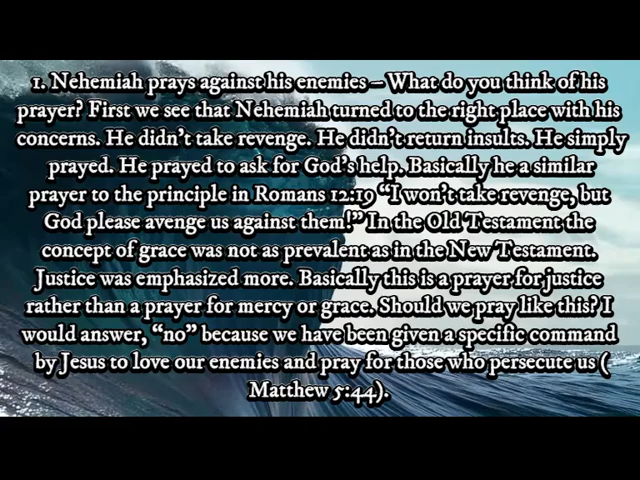 1. Nehemiah prays against his enemies – What do you think of his
prayer? First we see that Nehemiah turned to the right place with his
concerns. He didn't take revenge. He didn't return insults. He simply
prayed. He prayed to ask for God's help. Basically he a similar
prayer to the principle in Romans 12:19 “I won't take revenge, but
God please avenge us against them!” In the Old Testament the
concept of grace was not as prevalent as in the New Testament.
Justice was emphasized more. Basically this is a prayer for justice
rather than a prayer for mercy or grace. Should we pray like this? I
would answer, “no” because we have been given a specific command
by Jesus to love our enemies and pray for those who persecute us (
Matthew 5:44).